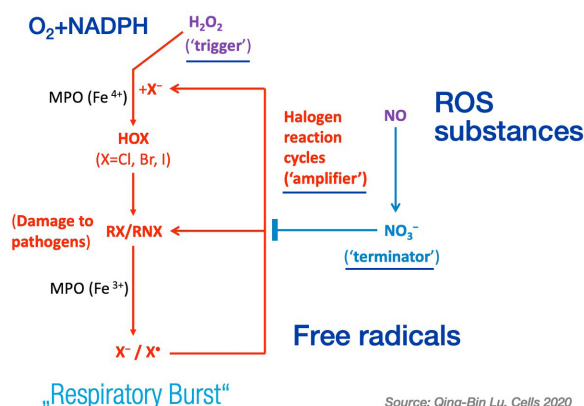 O₂+NADPH
H₂O₂
(‘trigger’)
MPO (Fe ⁴⁺)
+X⁻
HOX
(X=Cl, Br, I)
Halogen
reaction
cycles
(‘amplifier’)
NO
ROS
substances
(Damage to
pathogens)
RX/RNX
NO₃⁻
(‘terminator’)
MPO (Fe ³⁺)
X⁻ / X•
Free radicals
„Respiratory Burst“
Source: Qing-Bin Lu, Cells 2020